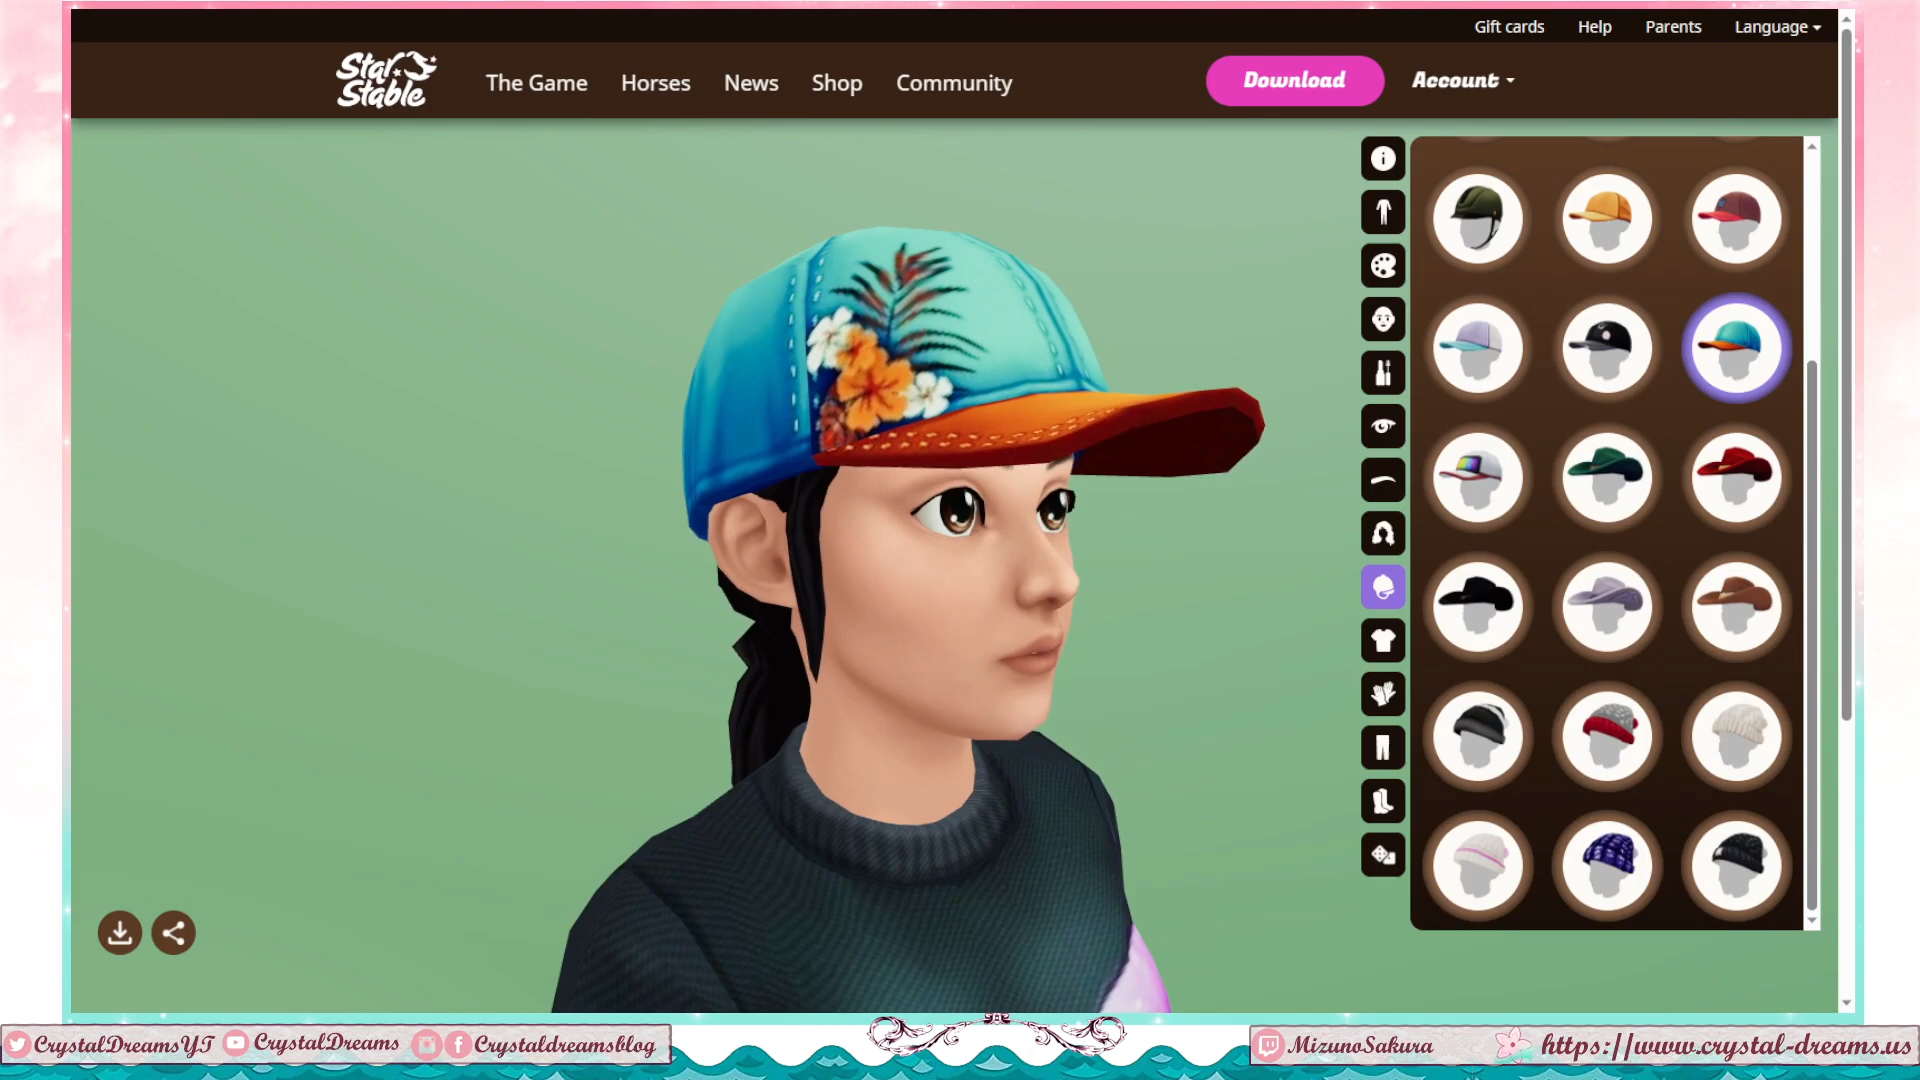 Gift cards Help Parents Language
Star Stable
The Game Horses News Shop Community
Download Account
CrystalDreamsYT CrystalDreams Crystaldreamsblog
MizunoSakura https://www.crystal-dreams.us